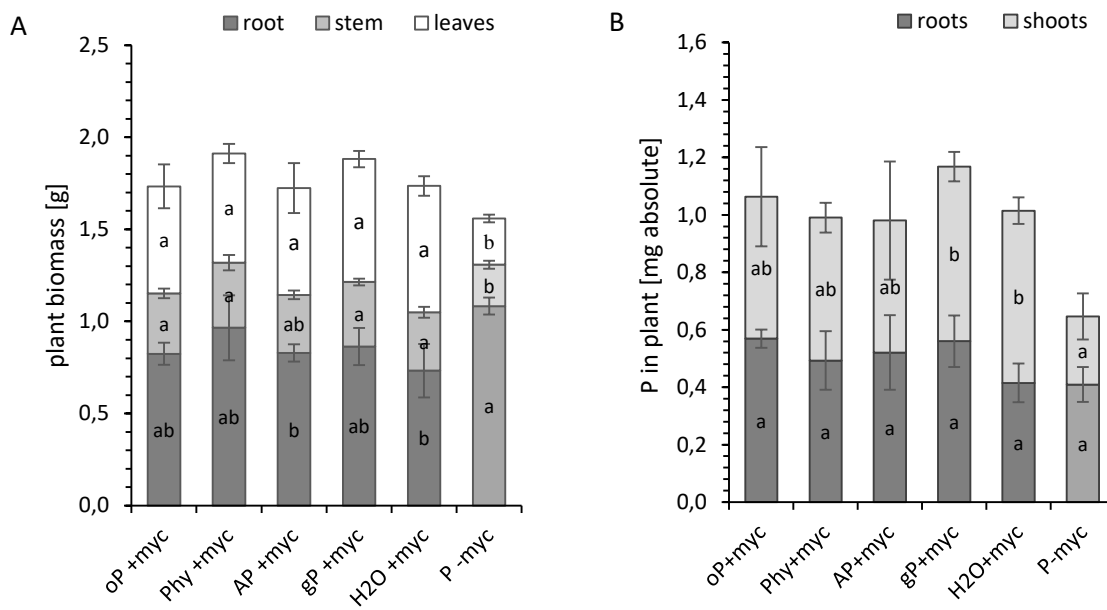 A
root stem leaves
plant biomass [g]
2,5
2,0
1,5
1,0
0,5
0,0
a a a a a b
a a ab a a b
ab ab b ab b a
oP +myc
Phy +myc
AP +myc
gP +myc
H2O +myc
P -myc
B
roots shoots
P in plant [mg absolute]
1,6
1,4
1,2
1,0
0,8
0,6
0,4
0,2
0,0
ab ab ab b b a
a a a a a a
oP+myc
Phy+myc
AP+myc
gP+myc
H2O+myc
P-myc